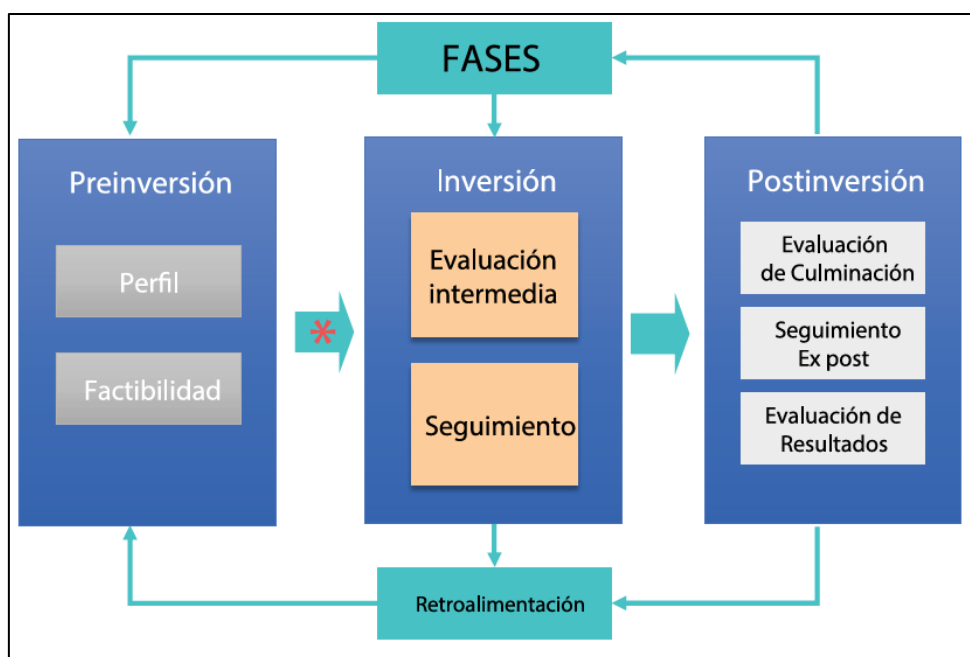 FASES
Preinversión
Perfil
Factibilidad
*
Inversión
Evaluación
intermedia
Seguimiento
Postinversión
Evaluación
de Culminación
Seguimiento
Ex post
Evaluación de
Resultados
Retroalimentación